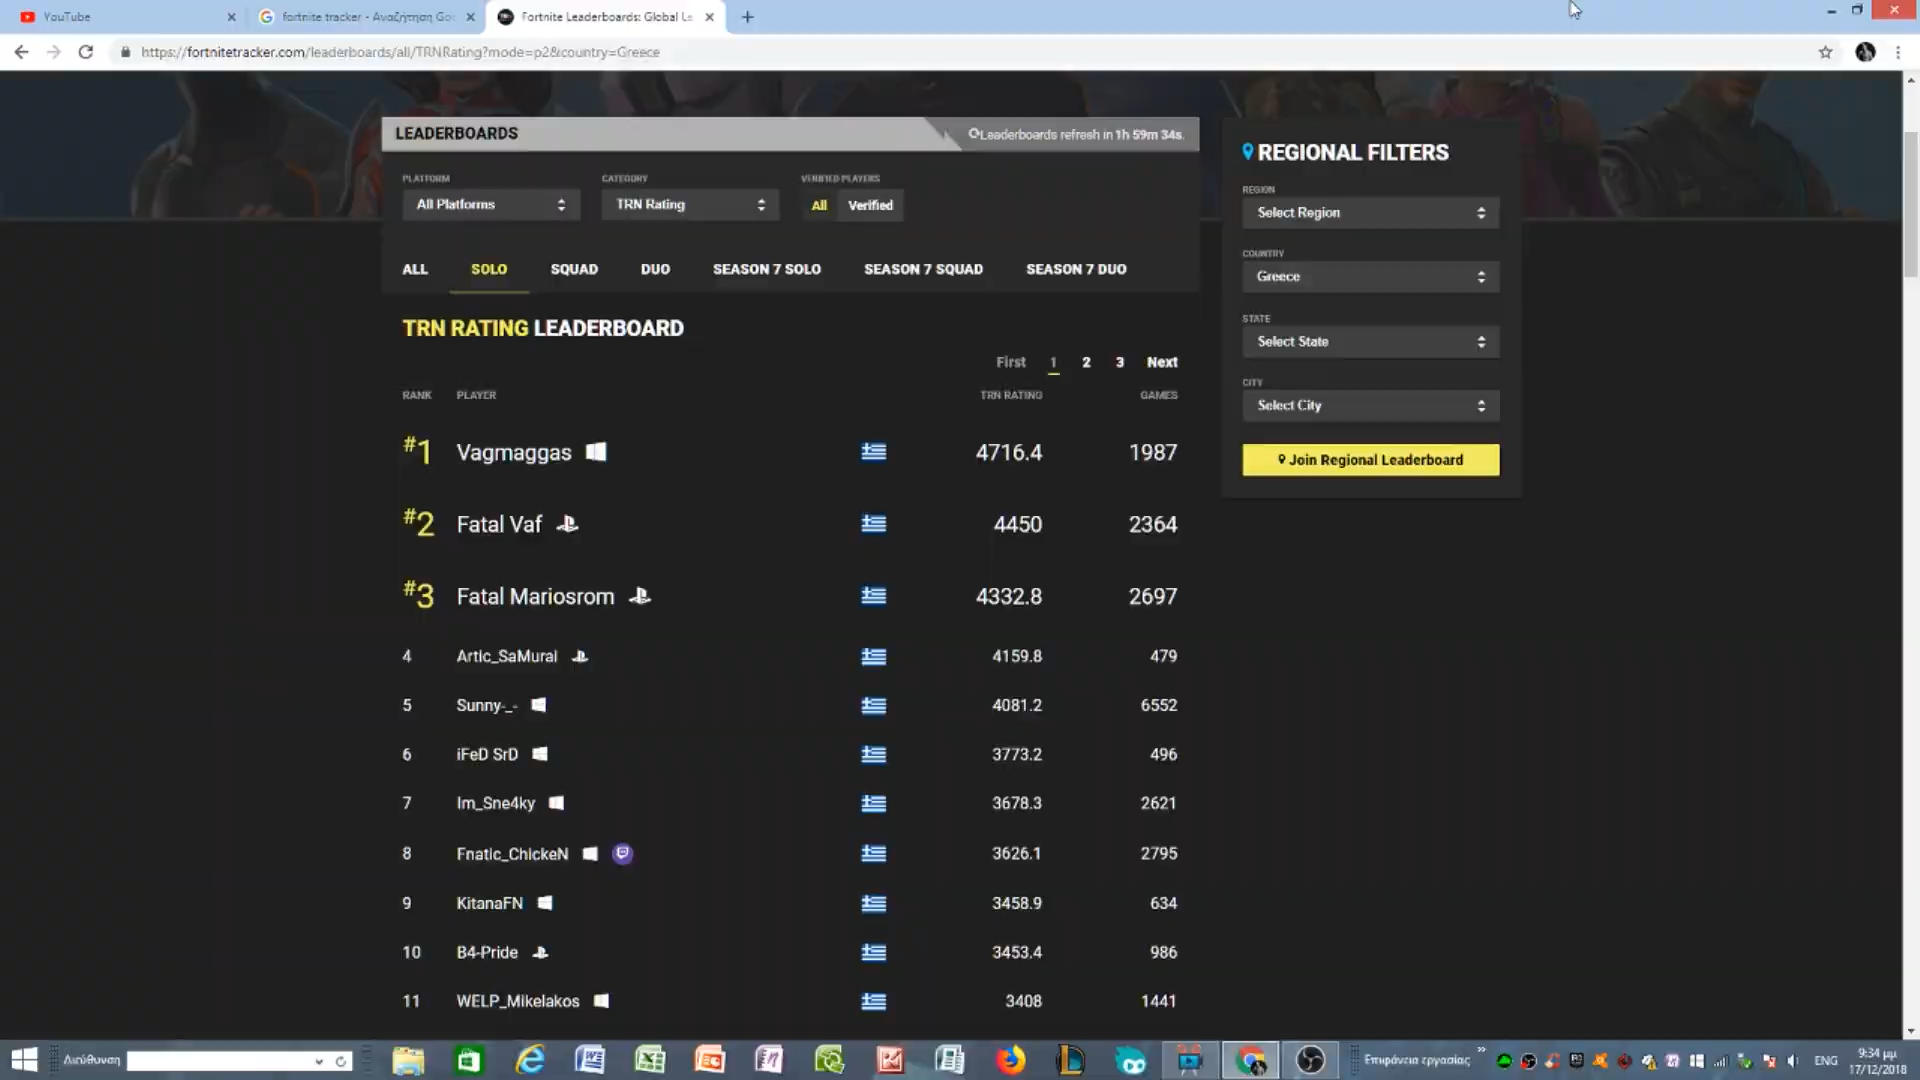 YouTube
fortnite tracker - Αναζήτηση Go
Fortnite Leaderboards: Global Le
https://fortnitetracker.com/leaderboards/all/TRNRating?mode=p2&country=Greece
LEADERBOARDS
Leaderboards refresh in 1h 59m 34s.
PLATFORM
CATEGORY
VERIFIED PLAYERS
All Platforms
TRN Rating
All
Verified
ALL
SOLO
SQUAD
DUO
SEASON 7 SOLO
SEASON 7 SQUAD
SEASON 7 DUO
TRN RATING LEADERBOARD
First 1 2 3 Next
RANK PLAYER TRN RATING GAMES
#1 Vagmaggas 4716.4 1987
#2 Fatal Vaf 4450 2364
#3 Fatal Mariosrom 4332.8 2697
4 Artic_SaMuraI 4159.8 479
5 Sunny-_- 4081.2 6552
6 iFeD SrD 3773.2 496
7 Im_Sne4ky 3678.3 2621
8 Fnatic_ChickeN 3626.1 2795
9 KitanaFN 3458.9 634
10 B4-Pride 3453.4 986
11 WELP_Mikelakos 3408 1441
REGIONAL FILTERS
REGION
Select Region
COUNTRY
Greece
STATE
Select State
CITY
Select City
Join Regional Leaderboard
Διεύθυνση
Επιφάνεια εργασίας
ENG
9:34 μμ
17/12/2018